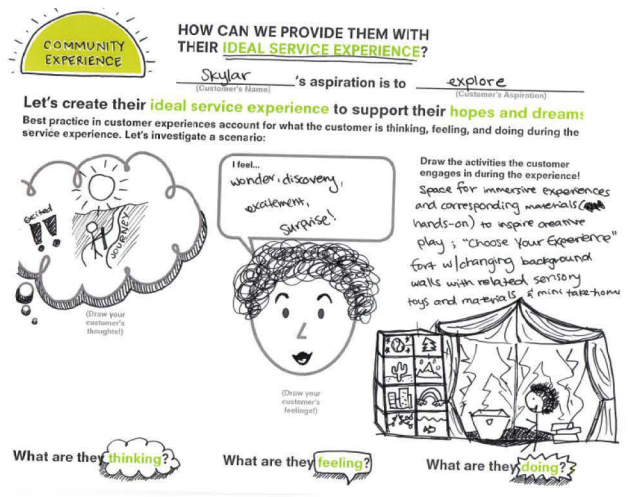 COMMUNITY
EXPERIENCE
HOW CAN WE PROVIDE THEM WITH
THEIR IDEAL SERVICE EXPERIENCE?
Skylar 's aspiration is to explore
(Customer's Name) (Customer's Aspiration)
Let's create their ideal service experience to support their hopes and dreams
Best practice in customer experiences account for what the customer is thinking, feeling, and doing during the
service experience. Let's investigate a scenario:
Excited
!!
JOURNEY
(Draw your
customer's
thoughts!)
I feel...
wonder, discovery,
excitement,
surprise!
(Draw your
customer's
feelings!)
Draw the activities the customer
engages in during the experience!
Space for immersive experiences
and corresponding materials (
hands-on) to inspire creative
play; "Choose Your Experience"
fort w/changing background
walls with related sensory
toys and materials & mini take-home
What are they thinking?
What are they feeling?
What are they doing?